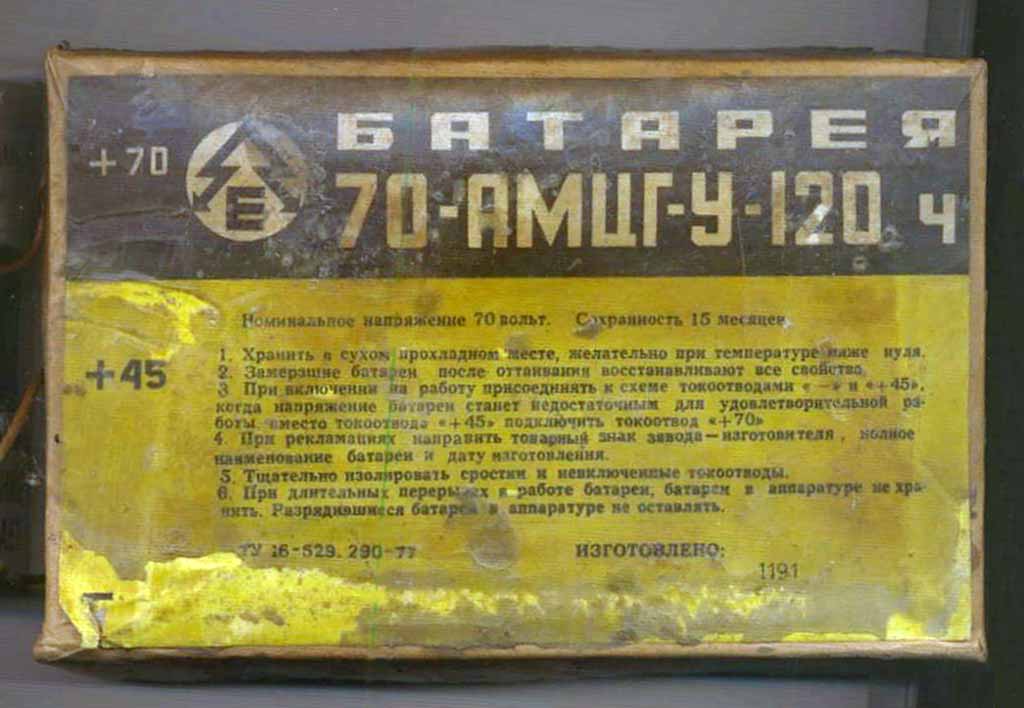 БАТАРЕЯ
+70
Е
70-АМЦГ-У-120 ч
Номинальное напряжение 70 вольт. Сохранность 15 месяцев
1. Хранить в сухом прохладном месте, желательно при температуре ниже нуля.
2. Замерзшие батареи после оттаивания восстанавливают все свойства
+45
3 При включении на работу присоединять к схеме токоотводами «—» и «+45»,
когда напряжение батареи станет недостаточным для удовлетворительной ра-
боты вместо токоотвода «+45» подключить токоотвод «+70»
4. При рекламациях направить товарный знак завода—изготовителя, полное
наименование батареи и дату изготовления.
5. Тщательно изолировать сростки и невключенные токоотводы.
6. При длительных перерывах в работе батареи, батареи в аппаратуре не хра-
нить. Разрядившиеся батареи в аппаратуре не оставлять.
ТУ 16-529. 290-77 ИЗГОТОВЛЕНО:
1191
−